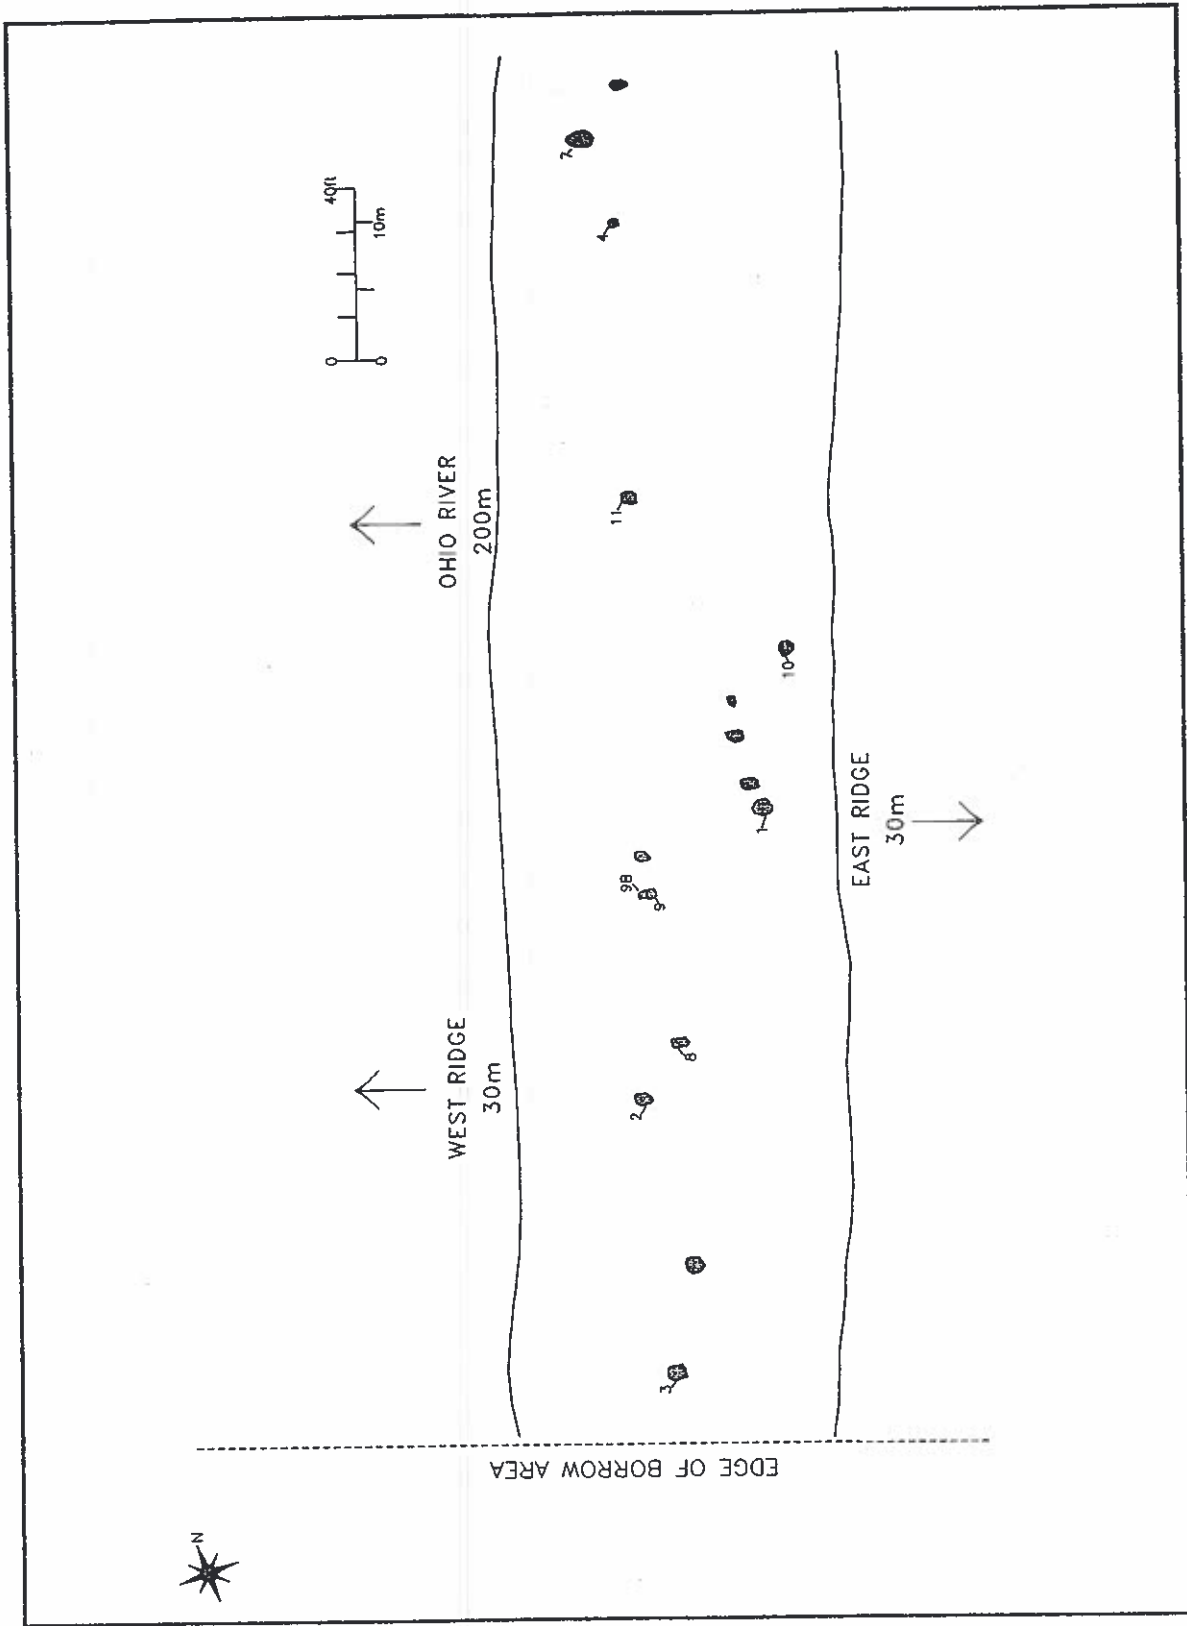 40ft
0
10m
0
OHIO RIVER
200m
WEST RIDGE
30m
EAST RIDGE
30m
7
4
11
10
1
9B
9
8
2
3
EDGE OF BORROW AREA
N